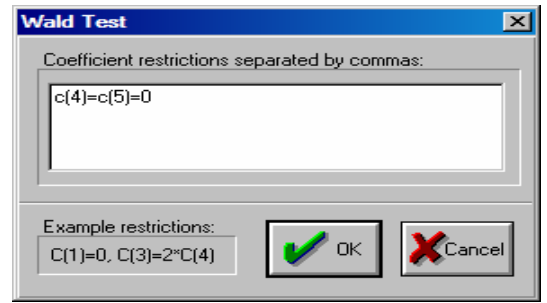 Wald Test
Coefficient restrictions separated by commas:
c(4)=c(5)=0
Example restrictions:
C(1)=0, C(3)=2*C(4)
OK
Cancel